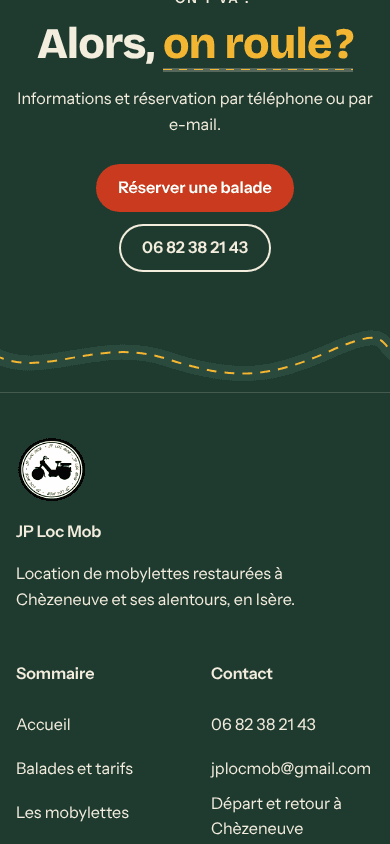 Alors, on roule ?
Informations et réservation par téléphone ou par
e-mail.
Réserver une balade
06 82 38 21 43
JP Loc Mob
Location de mobylettes restaurées à
Chèzeneuve et ses alentours, en Isère.
Sommaire
Contact
Accueil
06 82 38 21 43
Balades et tarifs
jplocmob@gmail.com
Les mobylettes
Départ et retour à
Chèzeneuve